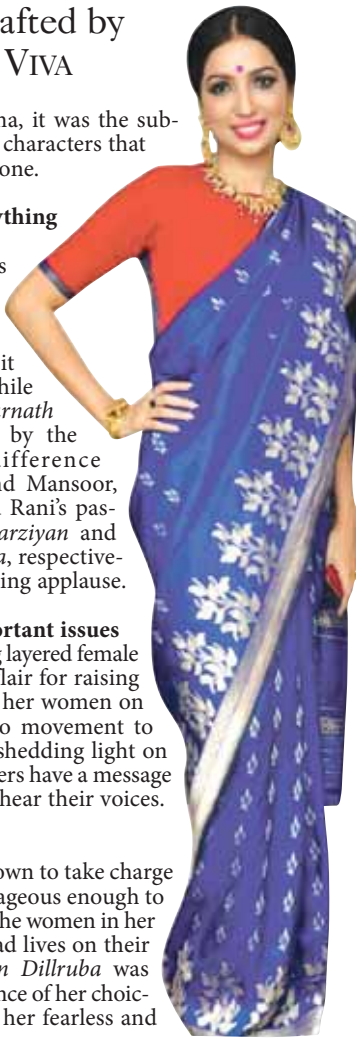 afted by
VIVA
na, it was the sub-
characters that
one.
ything
s
it
hile
rnath
by the
ifference
nd Mansoor,
Rani’s pas-
arziyan and
a, respective-
ing applause.
ortant issues
g layered female
flair for raising
her women on
o movement to
shedding light on
ers have a message
hear their voices.
own to take charge
ageous enough to
he women in her
ad lives on their
n Dillruba was
nce of her choic-
her fearless and